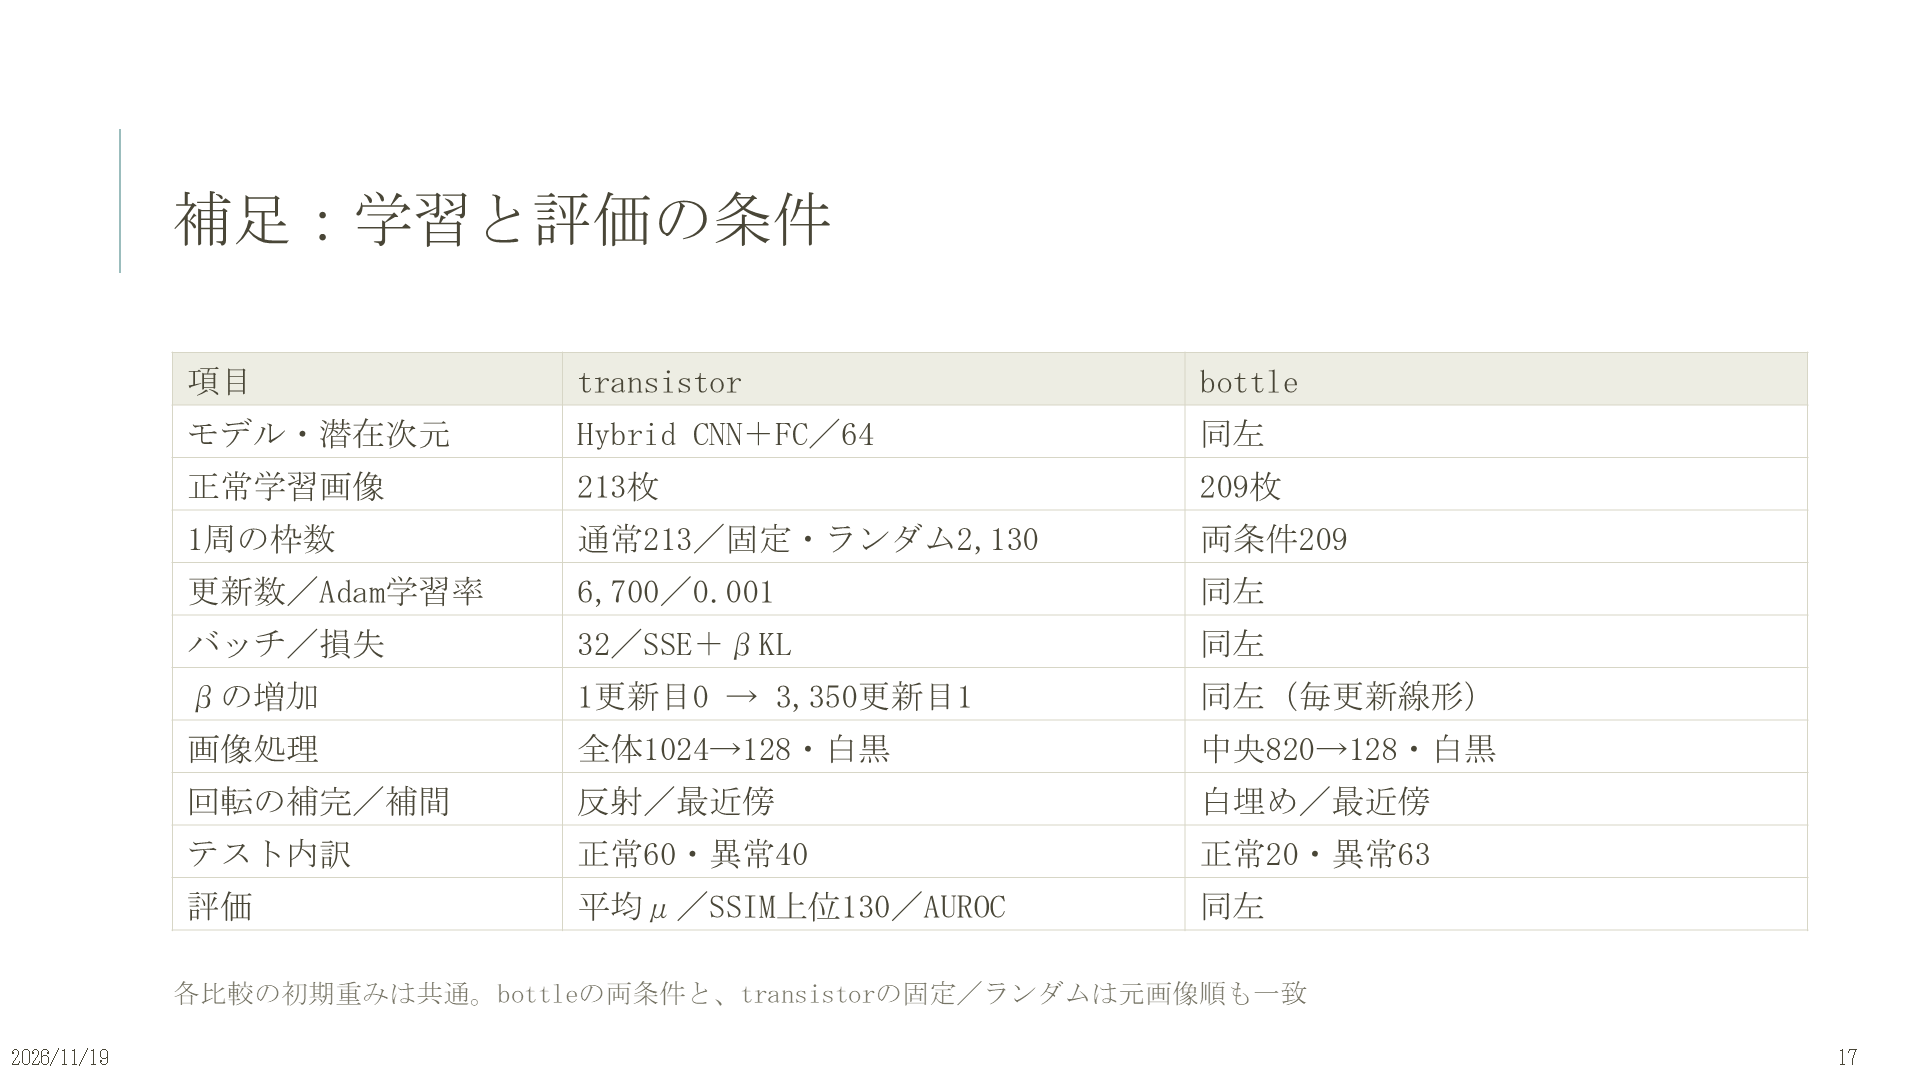 補足：学習と評価の条件
項目 transistor bottle
モデル・潜在次元 Hybrid CNN＋FC／64 同左
正常学習画像 213枚 209枚
1周の枠数 通常213／固定・ランダム2,130 両条件209
更新数／Adam学習率 6,700／0.001 同左
バッチ／損失 32／SSE＋βKL 同左
βの増加 1更新目0 → 3,350更新目1 同左（毎更新線形）
画像処理 全体1024→128・白黒 中央820→128・白黒
回転の補完／補間 反射／最近傍 白埋め／最近傍
テスト内訳 正常60・異常40 正常20・異常63
評価 平均μ／SSIM上位130／AUROC 同左
各比較の初期重みは共通。bottleの両条件と、transistorの固定／ランダムは元画像順も一致
2026/11/19 17